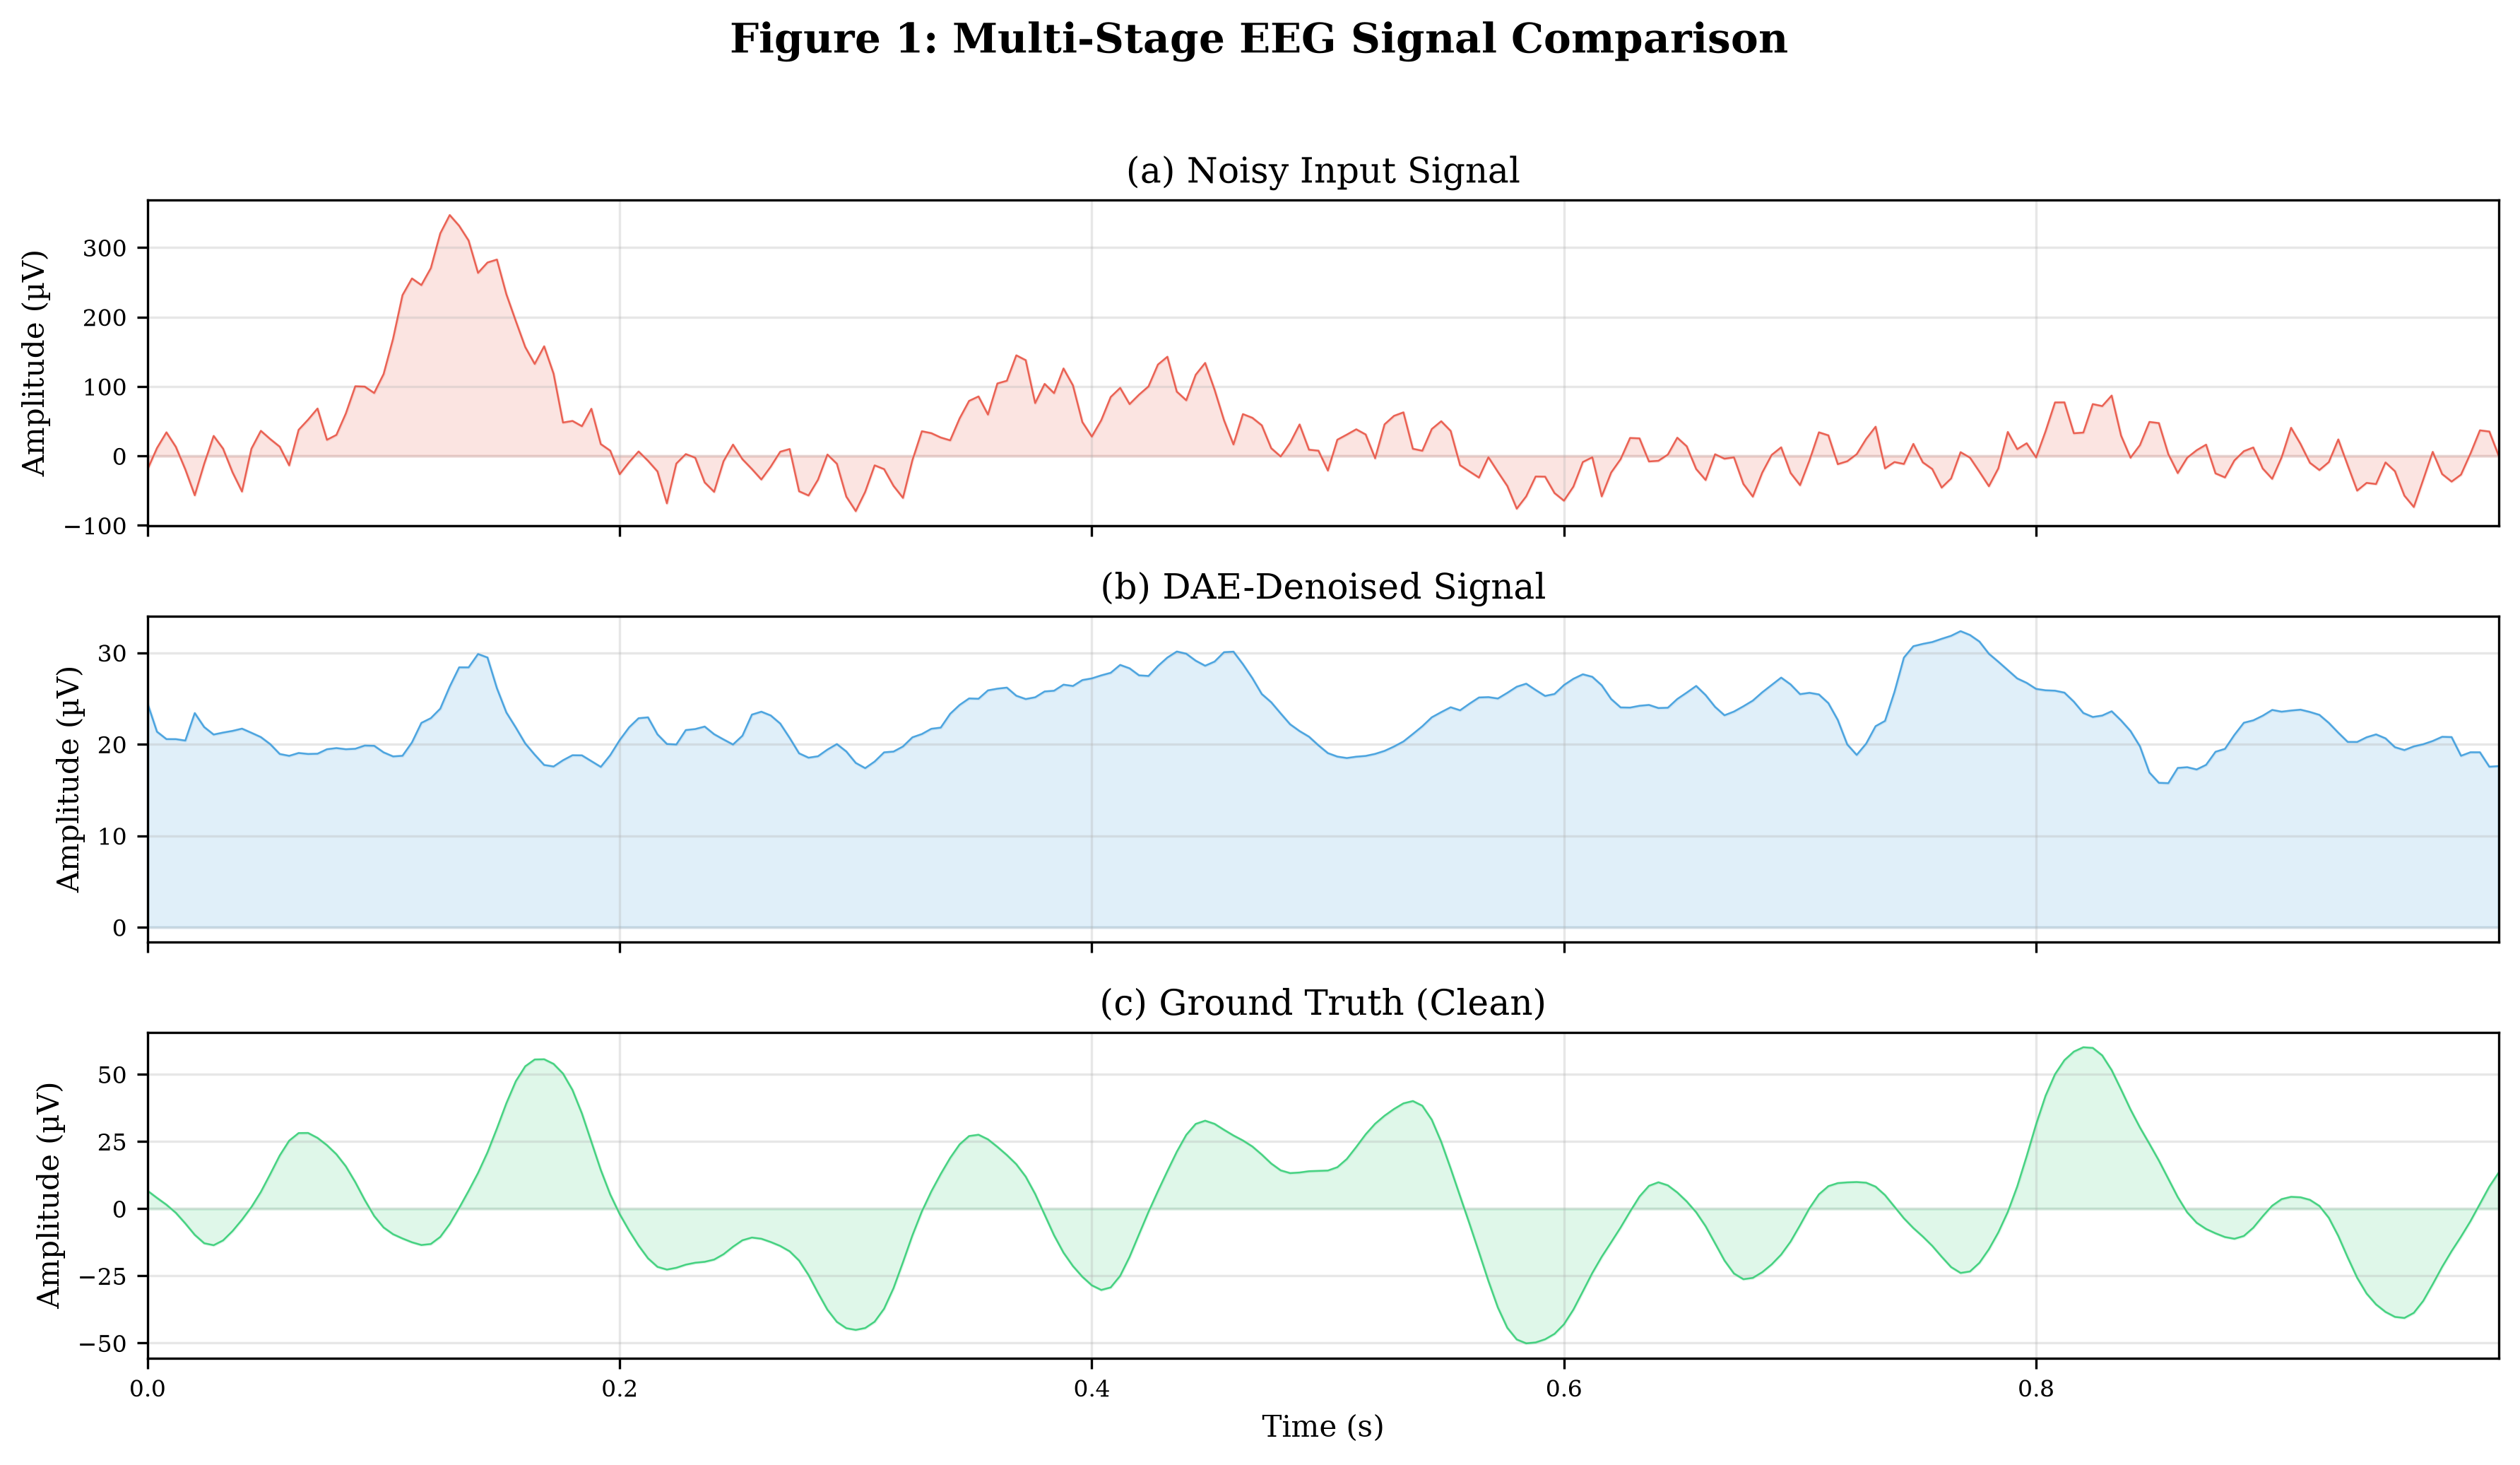 Figure 1: Multi-Stage EEG Signal Comparison
(a) Noisy Input Signal
Amplitude (µV)
300
200
100
0
−100
(b) DAE-Denoised Signal
Amplitude (µV)
30
20
10
0
(c) Ground Truth (Clean)
Amplitude (µV)
50
25
0
−25
−50
0.0 0.2 0.4 0.6 0.8
Time (s)